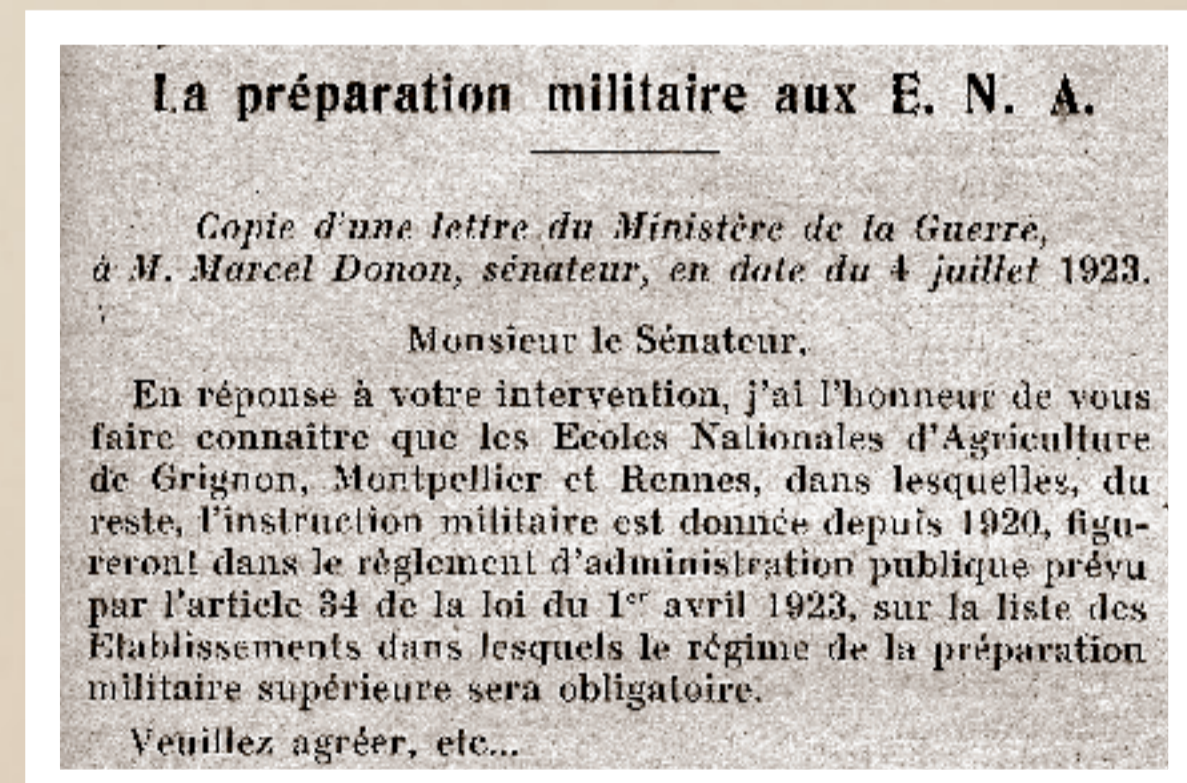 La préparation militaire aux E. N. A.
Copie d'une lettre du Ministère de la Guerre,
à M. Marcel Donon, sénateur, en date du 4 juillet 1923.
Monsieur le Sénateur,
En réponse à votre intervention, j'ai l'honneur de vous
faire connaître que les Ecoles Nationales d'Agriculture
de Grignon, Montpellier et Rennes, dans lesquelles, du
reste, l'instruction militaire est donnée depuis 1920, figu-
reront dans le règlement d'administration publique prévu
par l'article 34 de la loi du 1er avril 1923, sur la liste des
Etablissements dans lesquels le régime de la préparation
militaire supérieure sera obligatoire.
Veuillez agréer, etc...